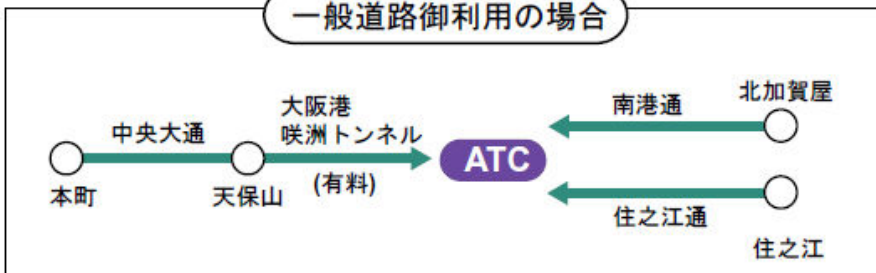 一般道路御利用の場合
大阪港
咲洲トンネル
中央大通
(有料)
本町
天保山
ATC
南港通
北加賀屋
住之江通
住之江